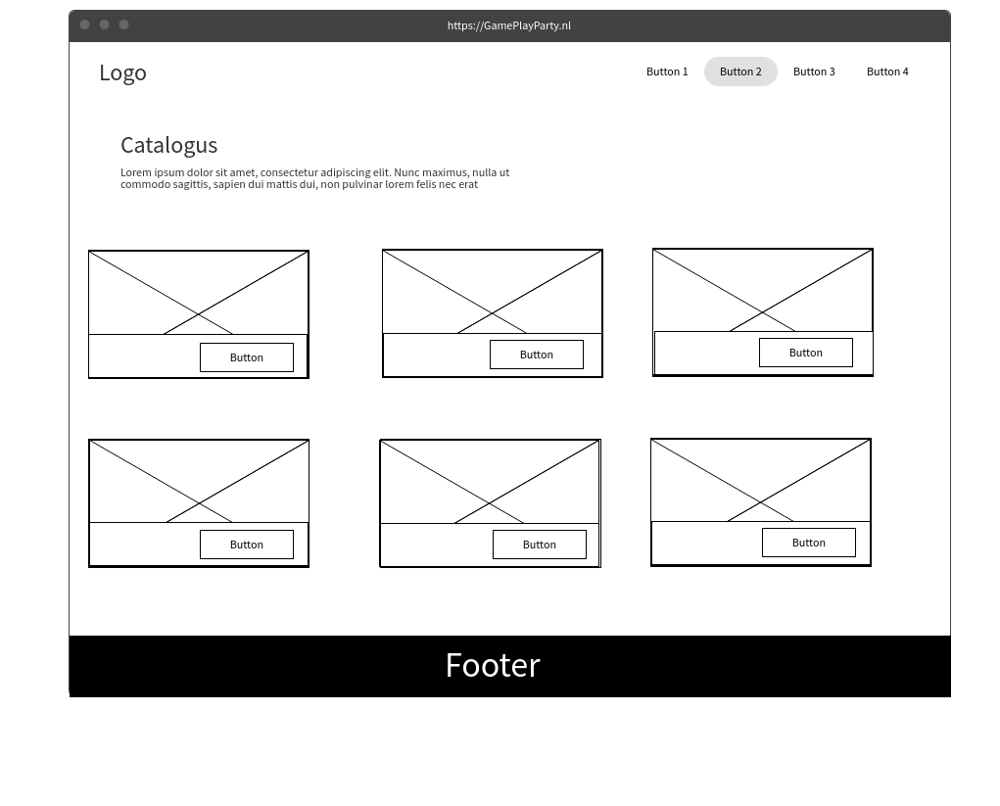 https://GamePlayParty.nl
Logo
Button 1
Button 2
Button 3
Button 4
Catalogus
Lorem ipsum dolor sit amet, consectetur adipiscing elit. Nunc maximus, nulla ut
commodo sagittis, sapien dui mattis dui, non pulvinar lorem felis nec erat
Button
Button
Button
Button
Button
Button
Footer